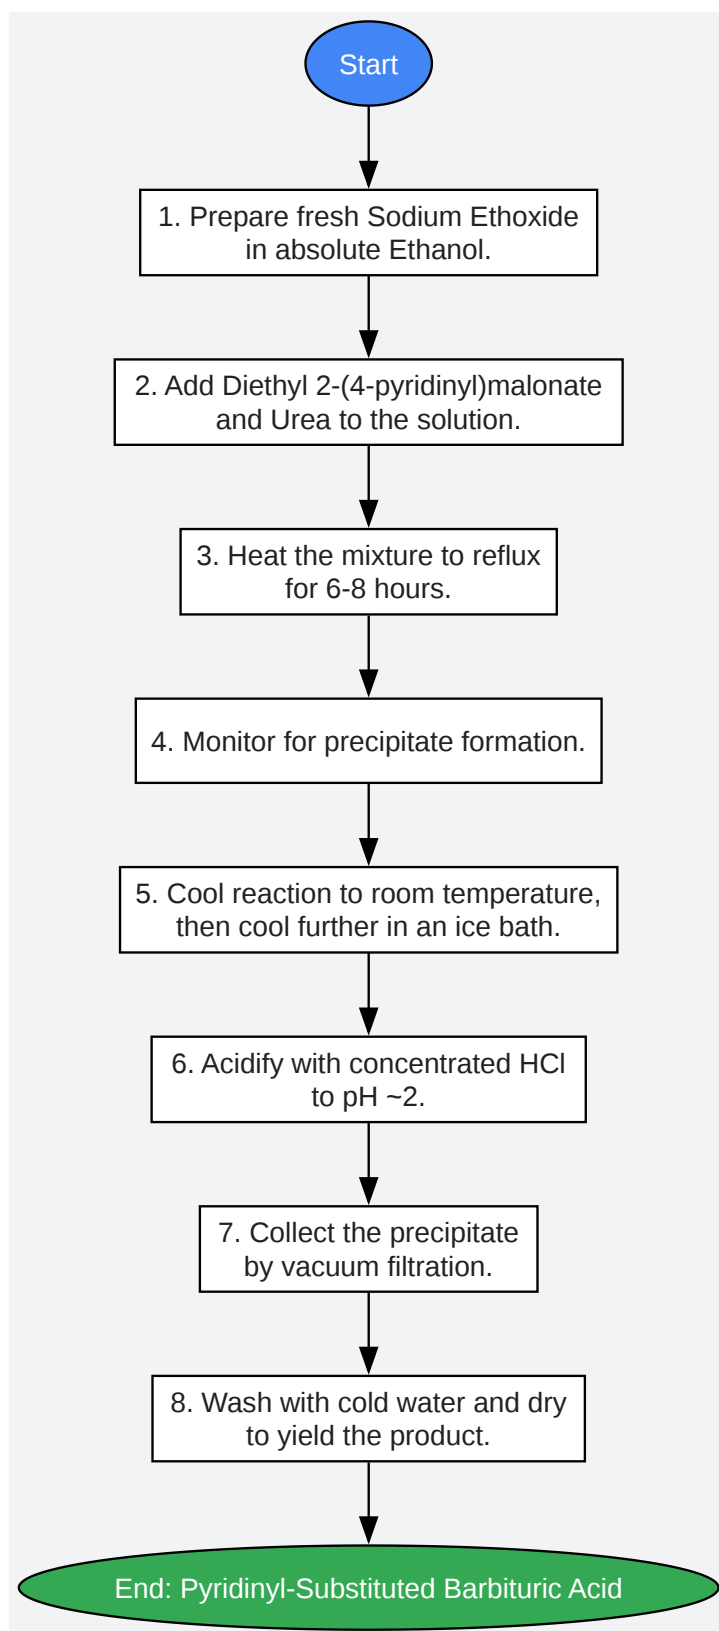 Start
1. Prepare fresh Sodium Ethoxide
in absolute Ethanol.
2. Add Diethyl 2-(4-pyridinyl)malonate
and Urea to the solution.
3. Heat the mixture to reflux
for 6-8 hours.
4. Monitor for precipitate formation.
5. Cool reaction to room temperature,
then cool further in an ice bath.
6. Acidify with concentrated HCl
to pH ~2.
7. Collect the precipitate
by vacuum filtration.
8. Wash with cold water and dry
to yield the product.
End: Pyridinyl-Substituted Barbituric Acid